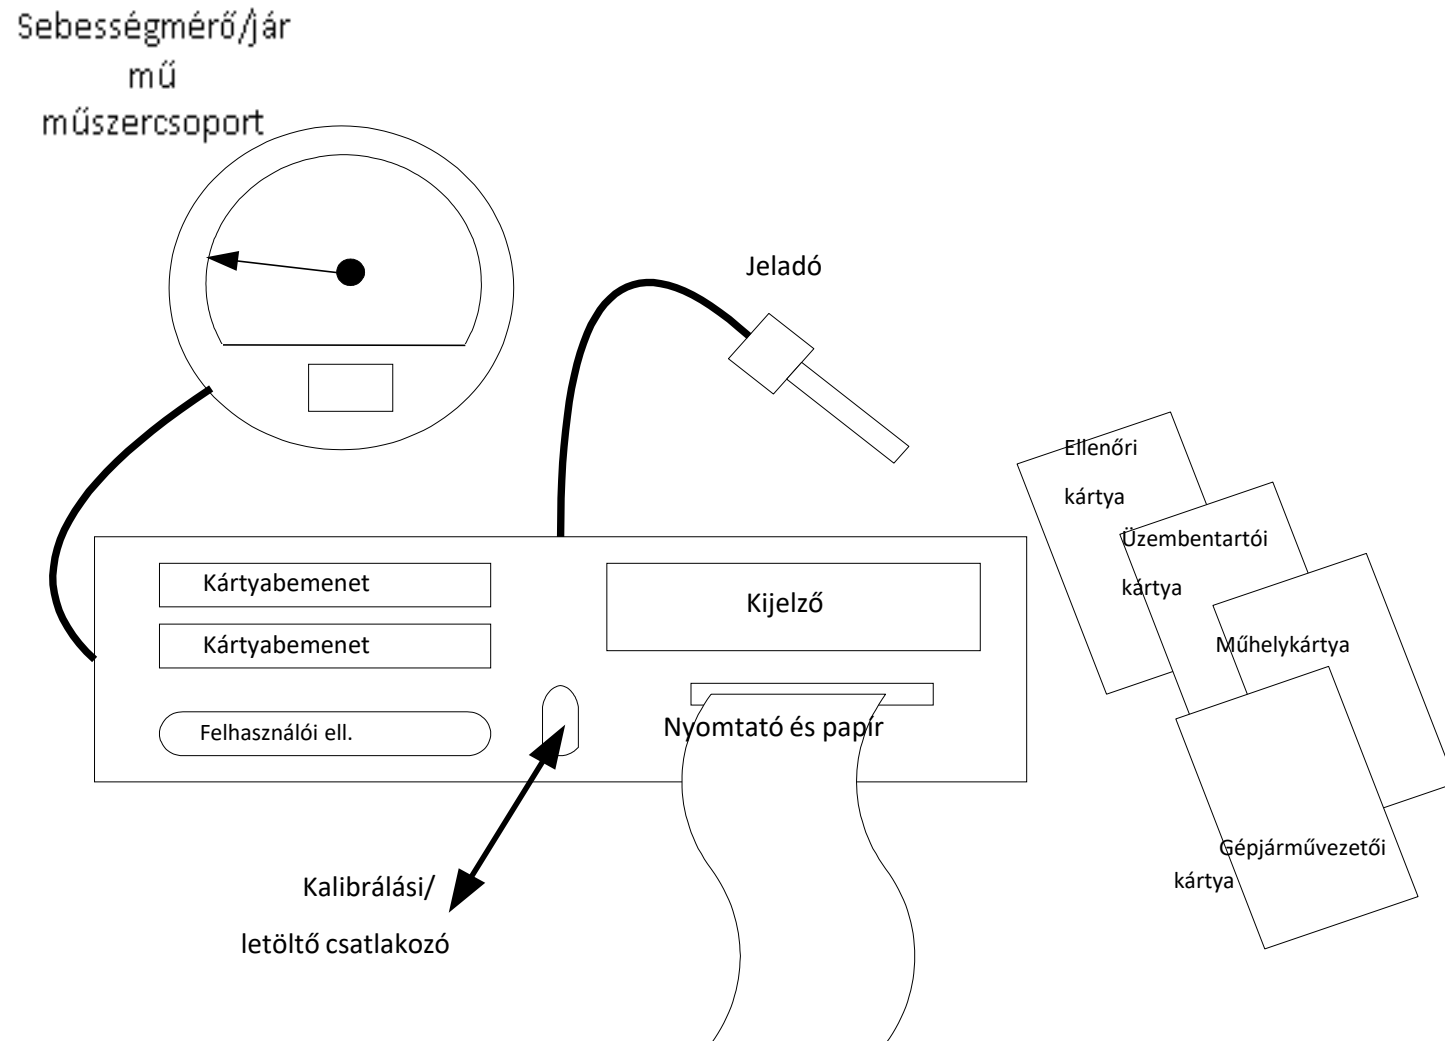 Sebességmérő/jár
mű
műszercsoport
Jeladó
Ellenőri
kártya
Üzembentartói
kártya
Műhelykártya
Gépjárművezetői
kártya
Kártyabemenet
Kártyabemenet
Felhasználói ell.
Kijelző
Nyomtató és papír
Kalibrálási/
letöltő csatlakozó